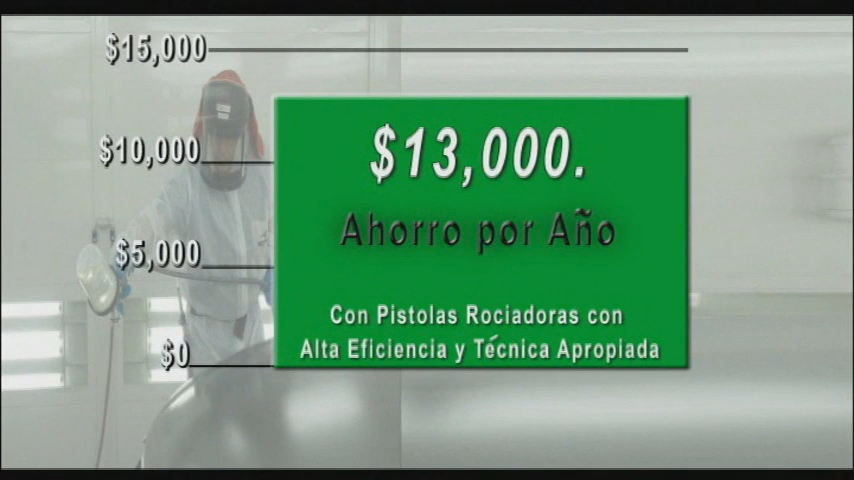 $15,000
$10,000
$5,000
$0
$13,000.
Ahorro por Año
Con Pistolas Rociadoras con
Alta Eficiencia y Técnica Apropiada